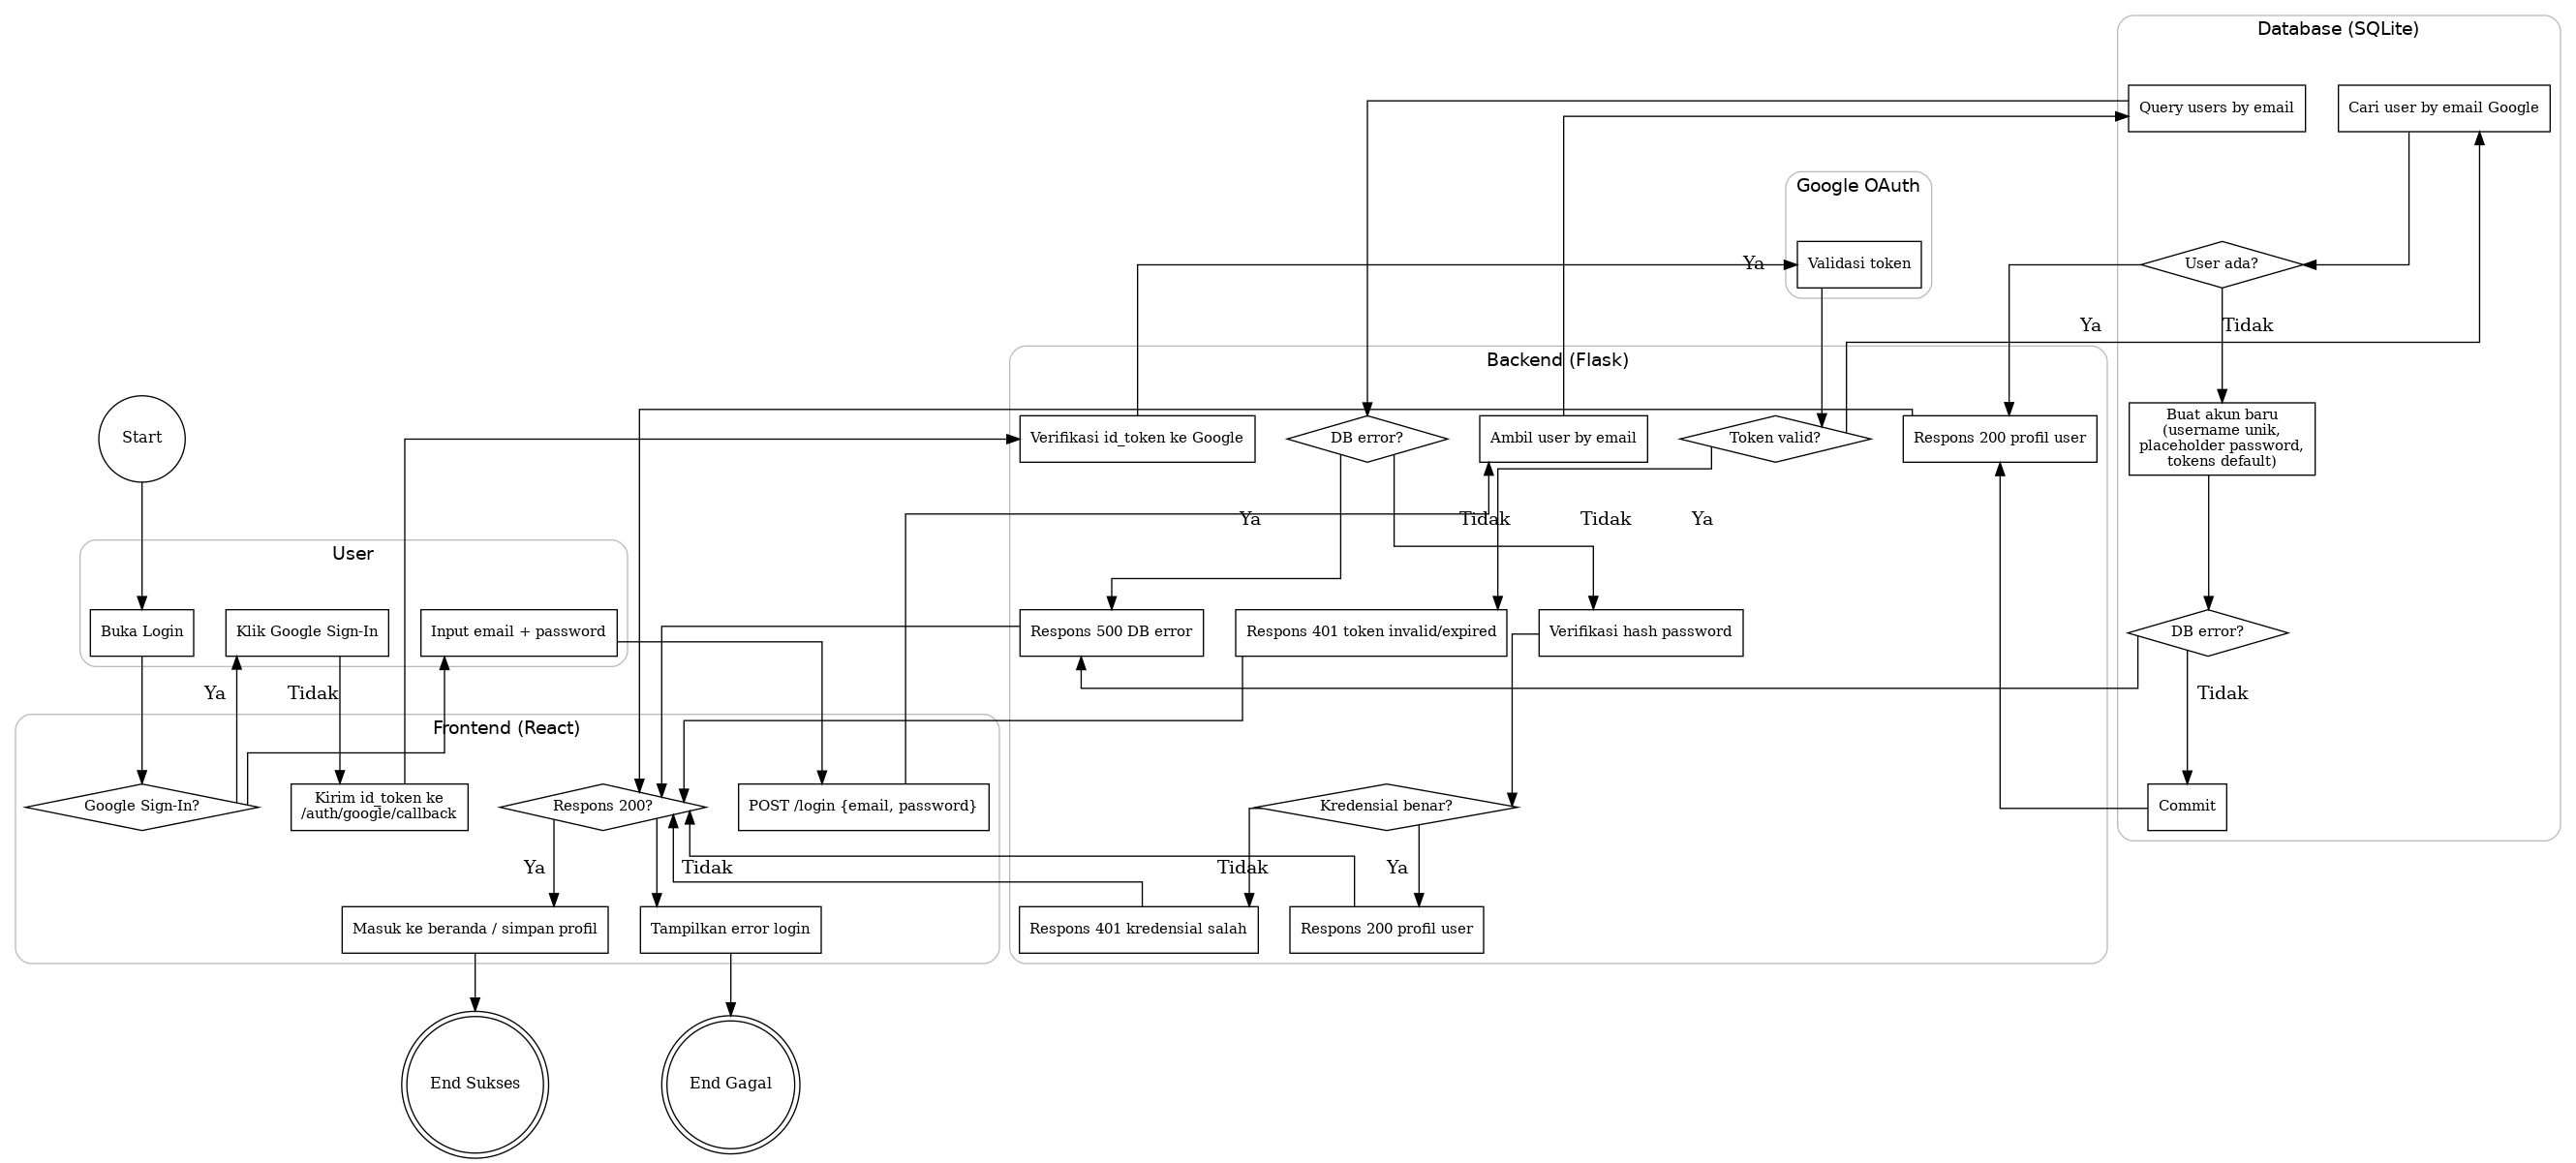 Database (SQLite)
Query users by email
Cari user by email Google
Google OAuth
Ya
Validasi token
User ada?
Ya
Tidak
Backend (Flask)
Start
Verifikasi id_token ke Google
DB error?
Ambil user by email
Token valid?
Respons 200 profil user
Buat akun baru
(username unik,
placeholder password,
tokens default)
Ya
Tidak
Tidak
Ya
User
Buka Login
Klik Google Sign-In
Input email + password
Respons 500 DB error
Respons 401 token invalid/expired
Verifikasi hash password
DB error?
Ya
Tidak
Tidak
Frontend (React)
Google Sign-In?
Kirim id_token ke
/auth/google/callback
Respons 200?
POST /login {email, password}
Kredensial benar?
Commit
Ya
Tidak
Tidak
Ya
Masuk ke beranda / simpan profil
Tampilkan error login
Respons 401 kredensial salah
Respons 200 profil user
End Sukses
End Gagal